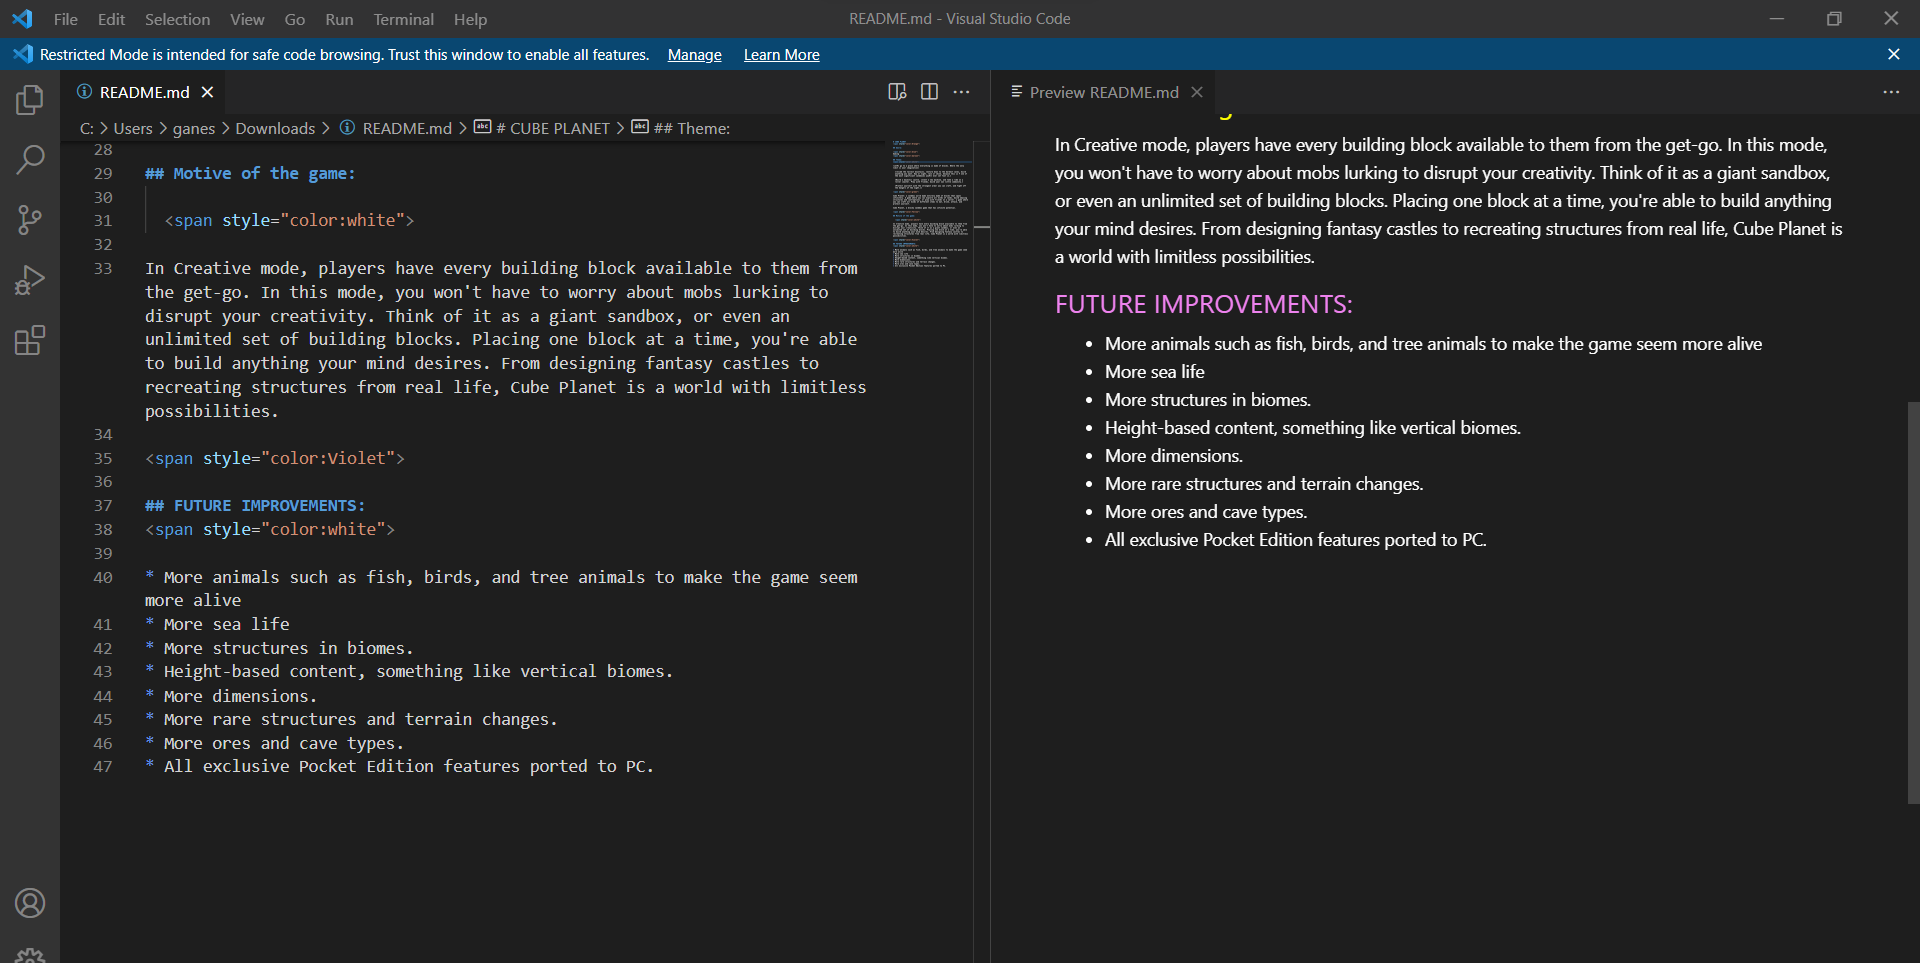 File Edit Selection View Go Run Terminal Help
README.md - Visual Studio Code
Restricted Mode is intended for safe code browsing. Trust this window to enable all features. Manage Learn More
README.md
C: > Users > ganes > Downloads > README.md > # CUBE PLANET > ## Theme:
28
29 ## Motive of the game:
30
31 <span style="color:white">
32
33 In Creative mode, players have every building block available to them from
the get-go. In this mode, you won't have to worry about mobs lurking to
disrupt your creativity. Think of it as a giant sandbox, or even an
unlimited set of building blocks. Placing one block at a time, you're able
to build anything your mind desires. From designing fantasy castles to
recreating structures from real life, Cube Planet is a world with limitless
possibilities.
34
35 <span style="color:Violet">
36
37 ## FUTURE IMPROVEMENTS:
38 <span style="color:white">
39
40 * More animals such as fish, birds, and tree animals to make the game seem
more alive
41 * More sea life
42 * More structures in biomes.
43 * Height-based content, something like vertical biomes.
44 * More dimensions.
45 * More rare structures and terrain changes.
46 * More ores and cave types.
47 * All exclusive Pocket Edition features ported to PC.
Preview README.md
In Creative mode, players have every building block available to them from the get-go. In this mode,
you won't have to worry about mobs lurking to disrupt your creativity. Think of it as a giant sandbox,
or even an unlimited set of building blocks. Placing one block at a time, you're able to build anything
your mind desires. From designing fantasy castles to recreating structures from real life, Cube Planet is
a world with limitless possibilities.
FUTURE IMPROVEMENTS:
• More animals such as fish, birds, and tree animals to make the game seem more alive
• More sea life
• More structures in biomes.
• Height-based content, something like vertical biomes.
• More dimensions.
• More rare structures and terrain changes.
• More ores and cave types.
• All exclusive Pocket Edition features ported to PC.